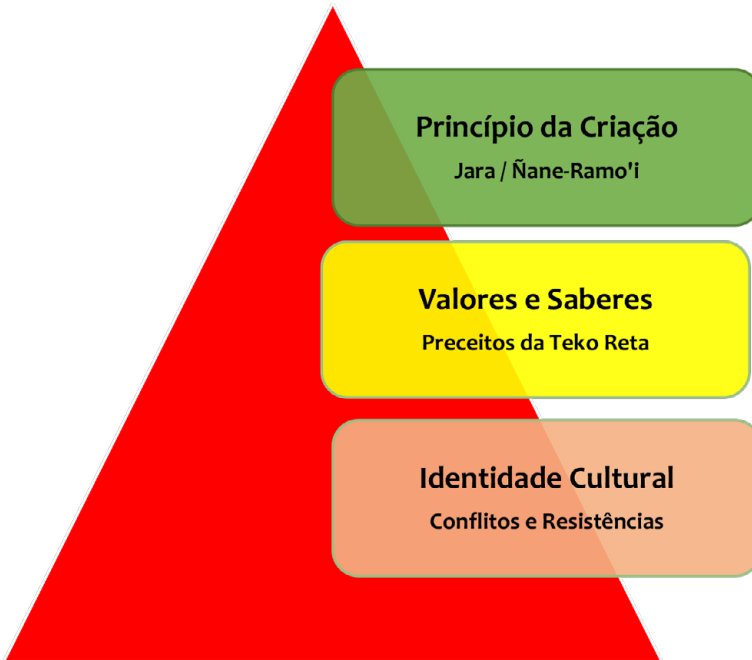 Princípio da Criação
Jara / Ñane-Ramo'i
Valores e Saberes
Preceitos da Teko Reta
Identidade Cultural
Conflitos e Resistências